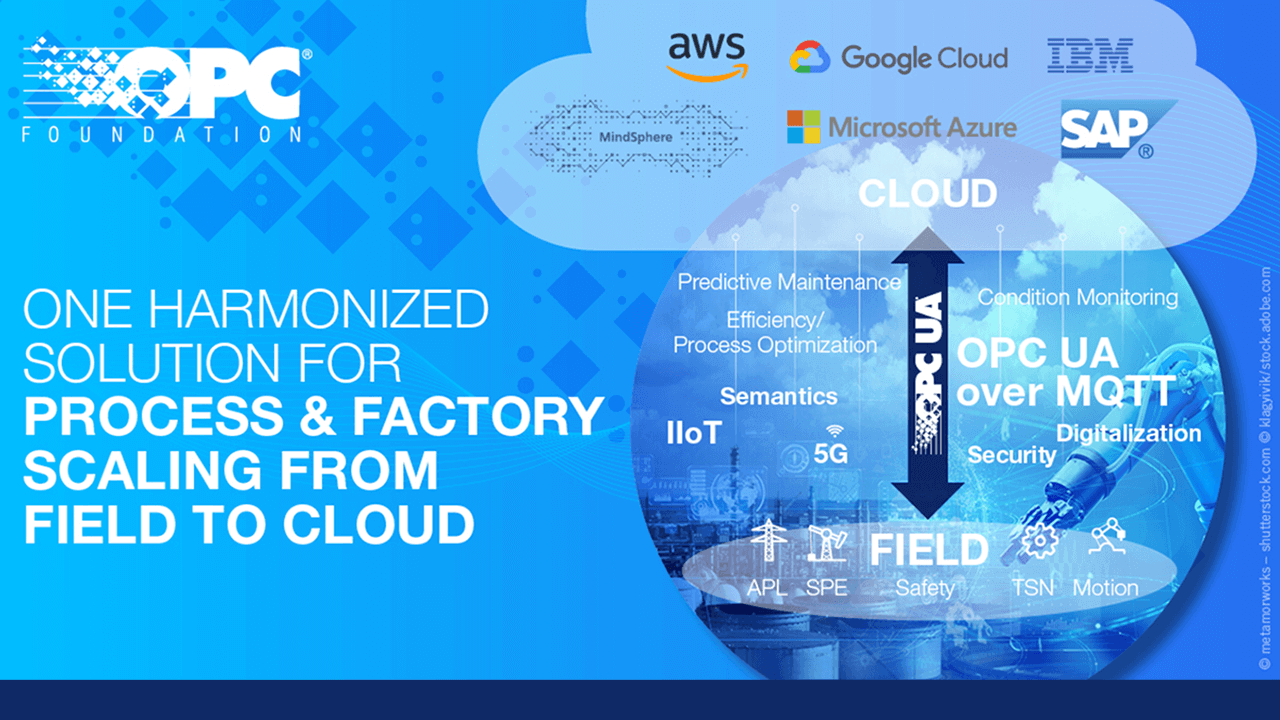 OPC®
FOUNDATION
ONE HARMONIZED
SOLUTION FOR
PROCESS & FACTORY
SCALING FROM
FIELD TO CLOUD
aws
Google Cloud
IBM
MindSphere
Microsoft Azure
SAP®
CLOUD
Predictive Maintenance
Condition Monitoring
Efficiency/
Process Optimization
OPC UA
OPC UA
over MQTT
Semantics
IIoT
5G
Digitalization
Security
FIELD
APL
SPE
Safety
TSN
Motion
© metamorworks – shutterstock.com © klagyivik/stock.adobe.com